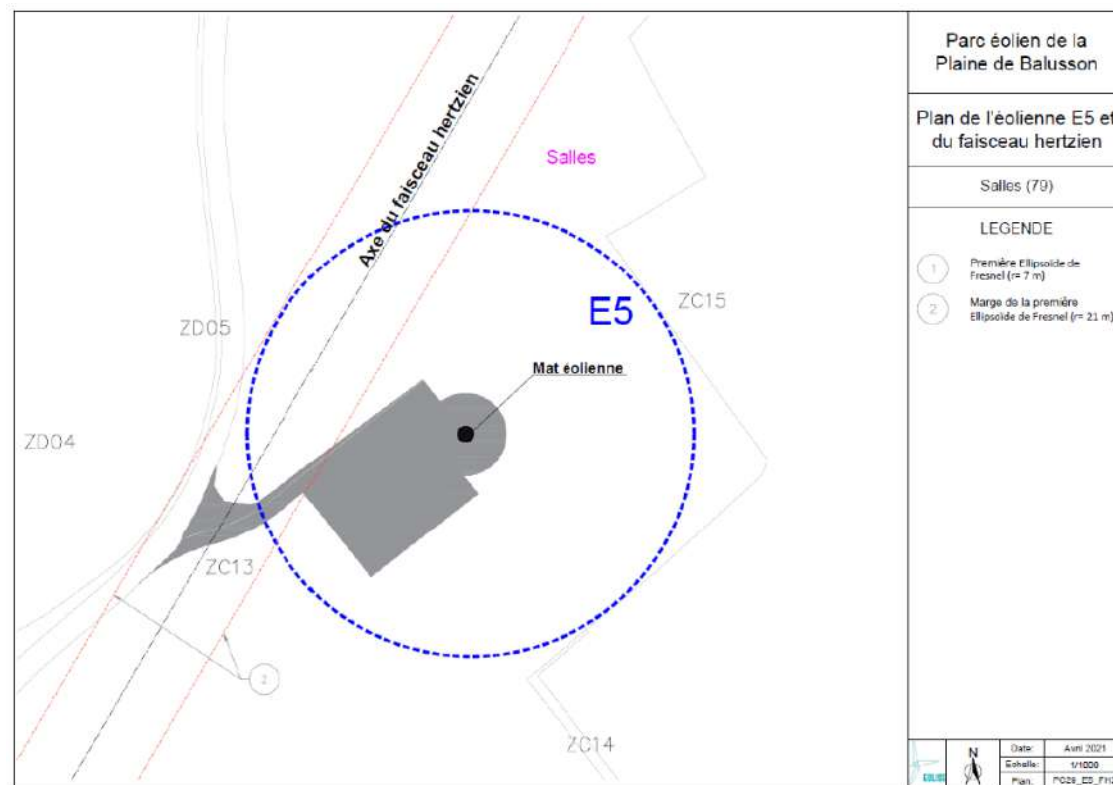 Parc éolien de la
Plaine de Balusson
Plan de l'éolienne E5 et
du faisceau hertzien
Salles (79)
LEGENDE
1
Première Ellipsoïde de
Fresnel (r= 7 m)
2
Marge de la première
Ellipsoïde de Fresnel (r= 21 m)
Axe du faisceau hertzien
Salles
E5
ZC15
ZD05
Mat éolienne
ZD04
ZC13
2
ZC14
N
Date:
Avril 2021
Echelle:
1/1000
Plan: